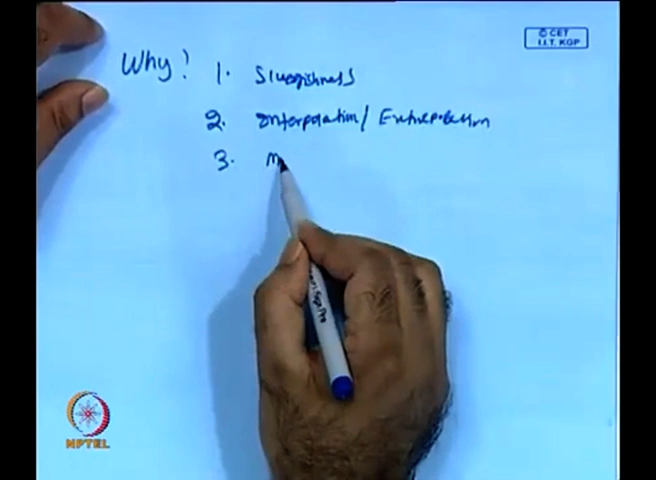 © CET
I.I.T. KGP
Why? 1. Sluggishness
2. Interpolation/ Extrapolation
3. M
NPTEL